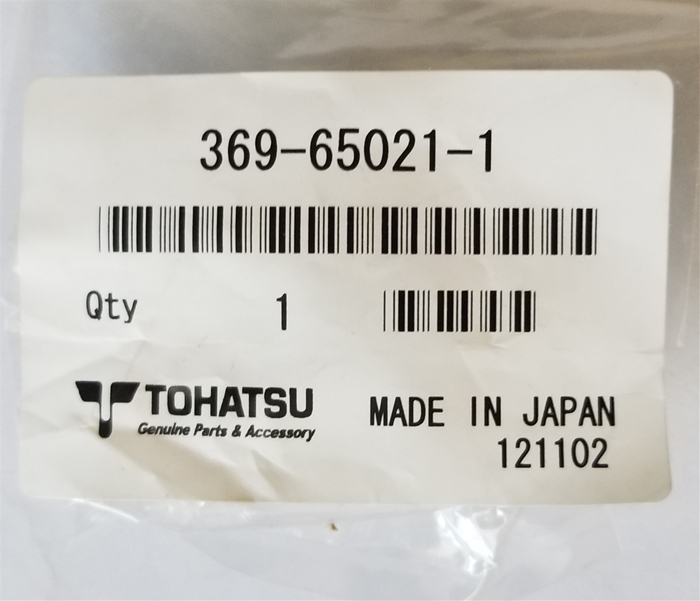 369-65021-1
Qty 1
TOHATSU
Genuine Parts & Accessory
MADE IN JAPAN
121102